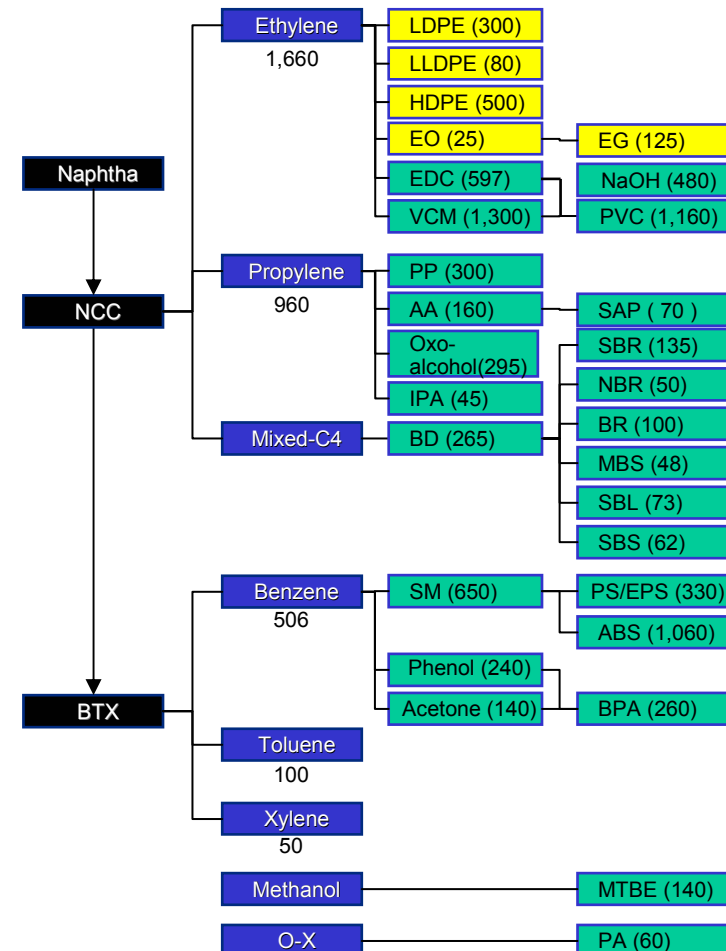 Ethylene
1,660
LDPE (300)
LLDPE (80)
HDPE (500)
EO (25)
EG (125)
Naphtha
EDC (597)
NaOH (480)
VCM (1,300)
PVC (1,160)
Propylene
960
PP (300)
NCC
AA (160)
SAP ( 70 )
Oxo-
alcohol(295)
SBR (135)
IPA (45)
NBR (50)
BR (100)
Mixed-C4
BD (265)
MBS (48)
SBL (73)
SBS (62)
Benzene
506
SM (650)
PS/EPS (330)
ABS (1,060)
Phenol (240)
BTX
Acetone (140)
BPA (260)
Toluene
100
Xylene
50
Methanol
MTBE (140)
O-X
PA (60)